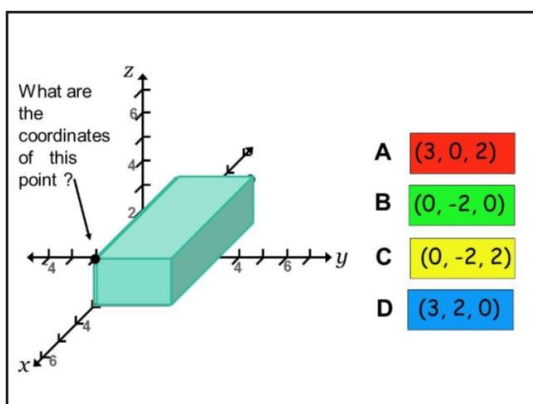 What are
the
coordinates
of this
point ?
z
6
4
2
4
4
6
y
4
6
x
A (3, 0, 2)
B (0, -2, 0)
C (0, -2, 2)
D (3, 2, 0)